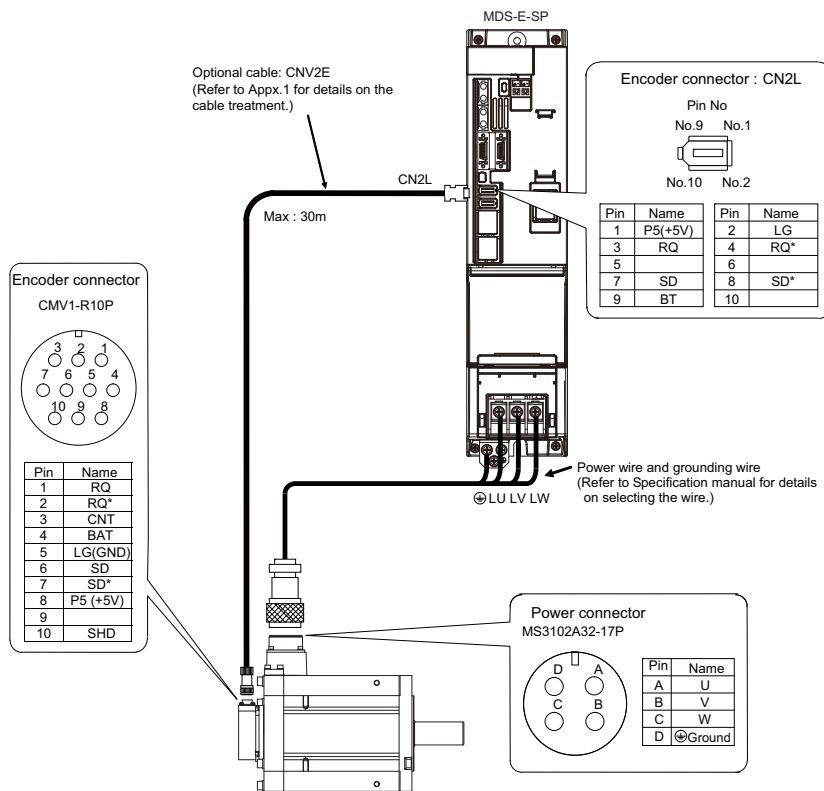 MDS-E-SP
Optional cable: CNV2E
(Refer to Appx.1 for details on the
cable treatment.)
CN2L
Max : 30m
Encoder connector : CN2L
Pin No
No.9 No.1
No.10 No.2
Pin Name Pin Name
1 P5(+5V) 2 LG
3 RQ 4 RQ*
5 6
7 SD 8 SD*
9 BT 10
Encoder connector
CMV1-R10P
3 2 1
7 6 5 4
10 9 8
Pin Name
1 RQ
2 RQ*
3 CNT
4 BAT
5 LG(GND)
6 SD
7 SD*
8 P5 (+5V)
9
10 SHD
LU LV LW
Power wire and grounding wire
(Refer to Specification manual for details
on selecting the wire.)
Power connector
MS3102A32-17P
D A
C B
Pin Name
A U
B V
C W
D Ground